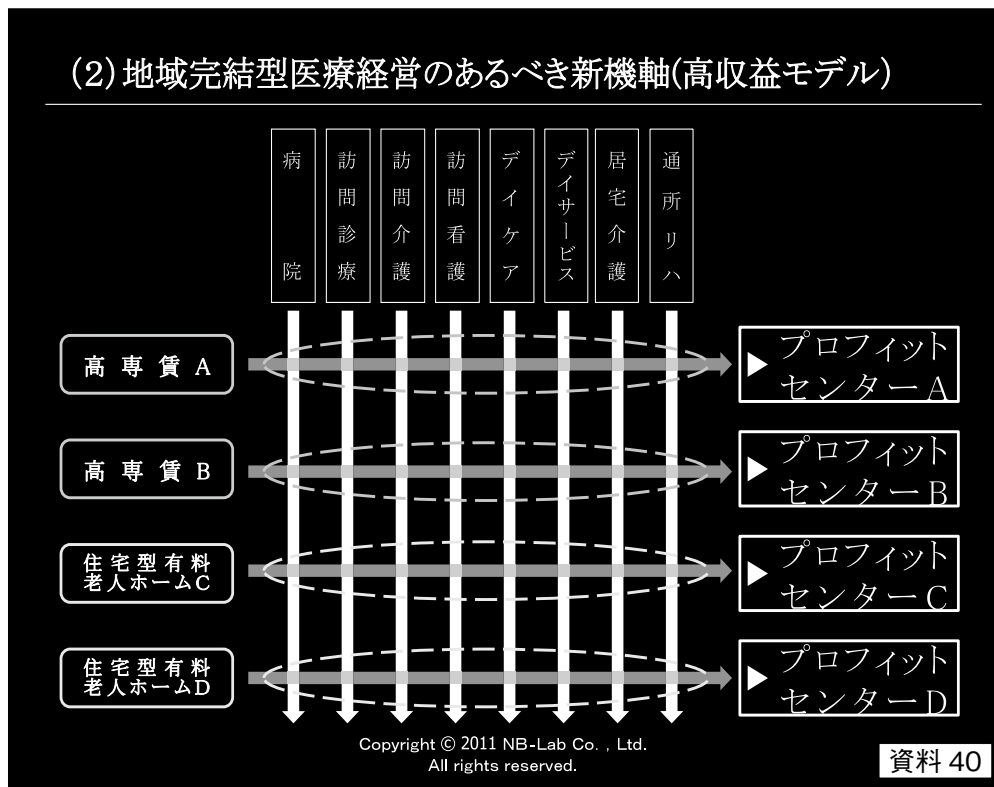 (2)地域完結型医療経営のあるべき新機軸(高収益モデル)
病院
訪問診療
訪問介護
訪問看護
デイケア
デイサービス
居宅介護
通所リハ
高専賃A
プロフィット
センターA
高専賃B
プロフィット
センターB
住宅型有料
老人ホームC
プロフィット
センターC
住宅型有料
老人ホームD
プロフィット
センターD
Copyright © 2011 NB-Lab Co. , Ltd.
All rights reserved.
資料 40